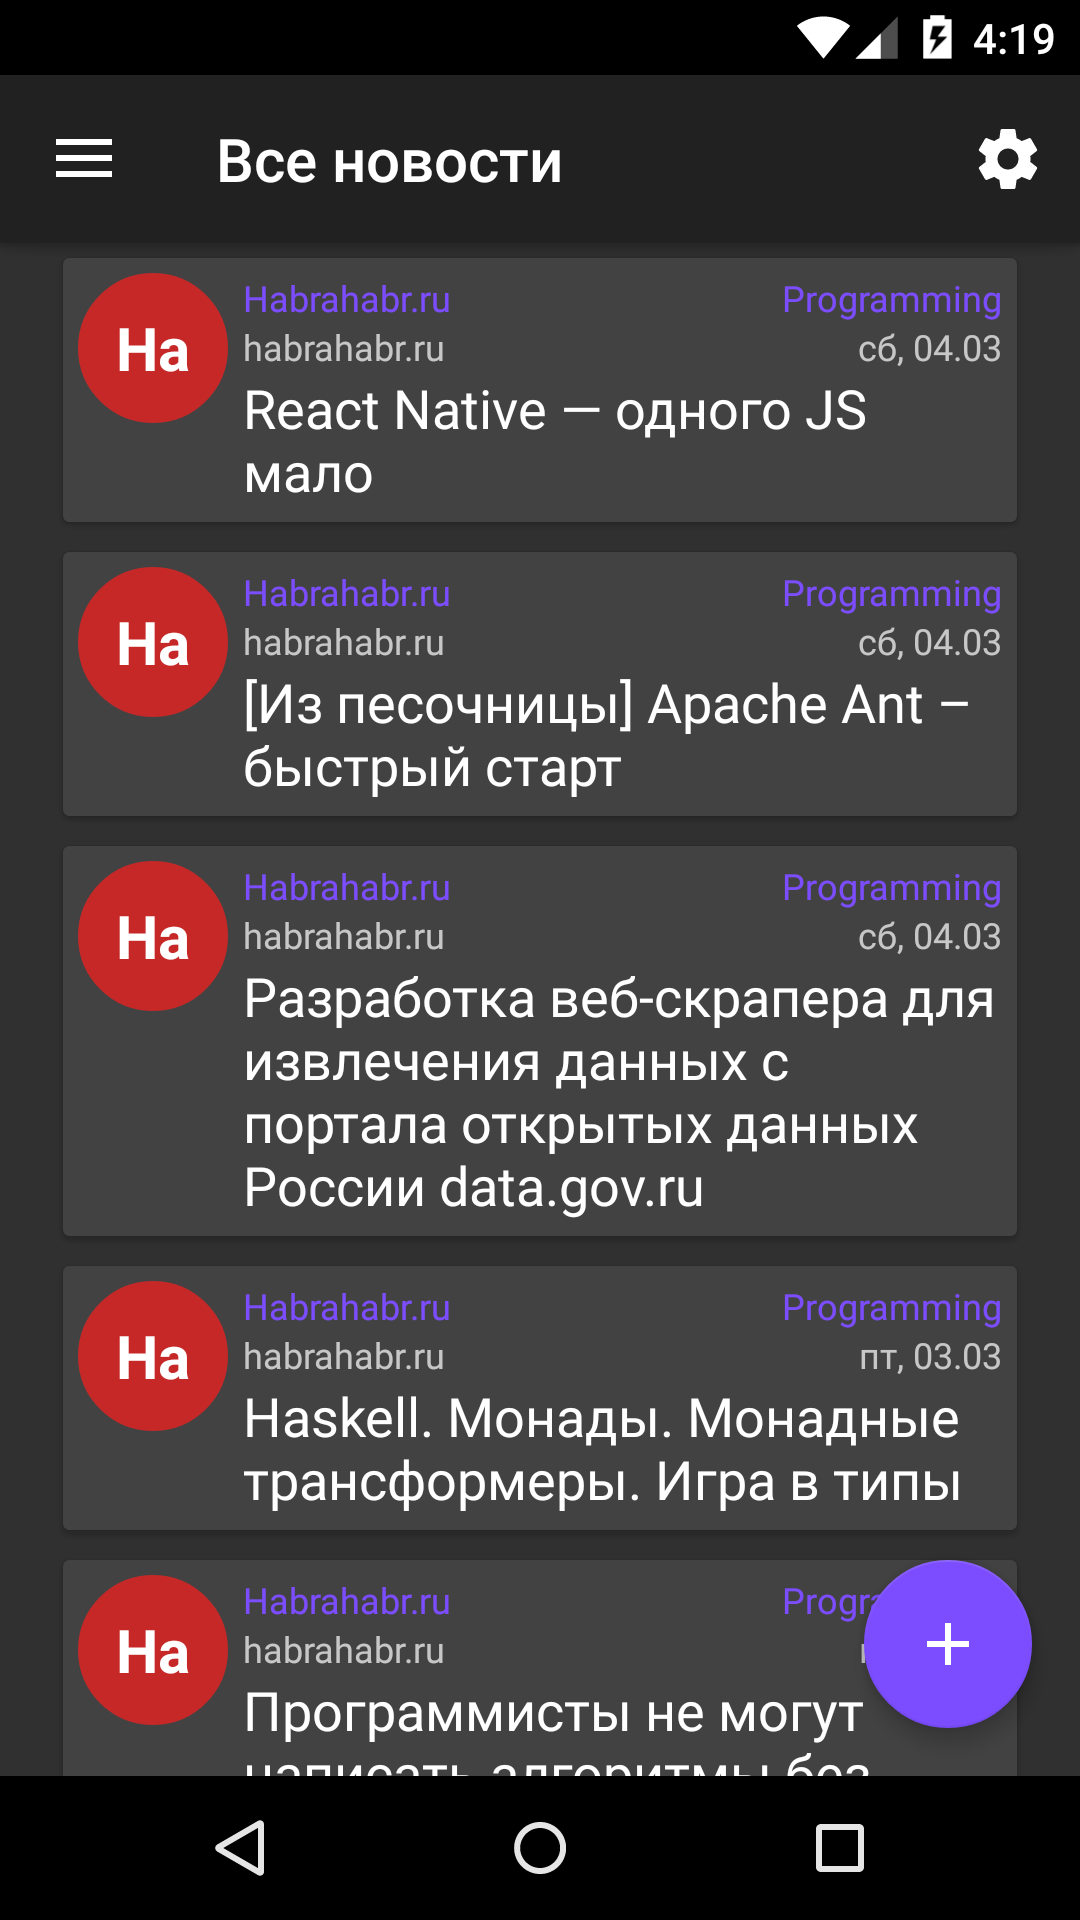 4:19
Все новости
Ha
Habrahabr.ru Programming
habrahabr.ru сб, 04.03
React Native — одного JS
мало
Ha
Habrahabr.ru Programming
habrahabr.ru сб, 04.03
[Из песочницы] Apache Ant –
быстрый старт
Ha
Habrahabr.ru Programming
habrahabr.ru сб, 04.03
Разработка веб-скрапера для
извлечения данных с
портала открытых данных
России data.gov.ru
Ha
Habrahabr.ru Programming
habrahabr.ru пт, 03.03
Haskell. Монады. Монадные
трансформеры. Игра в типы
Ha
Habrahabr.ru Progra
habrahabr.ru
Программисты не могут
написать алгоритмы без